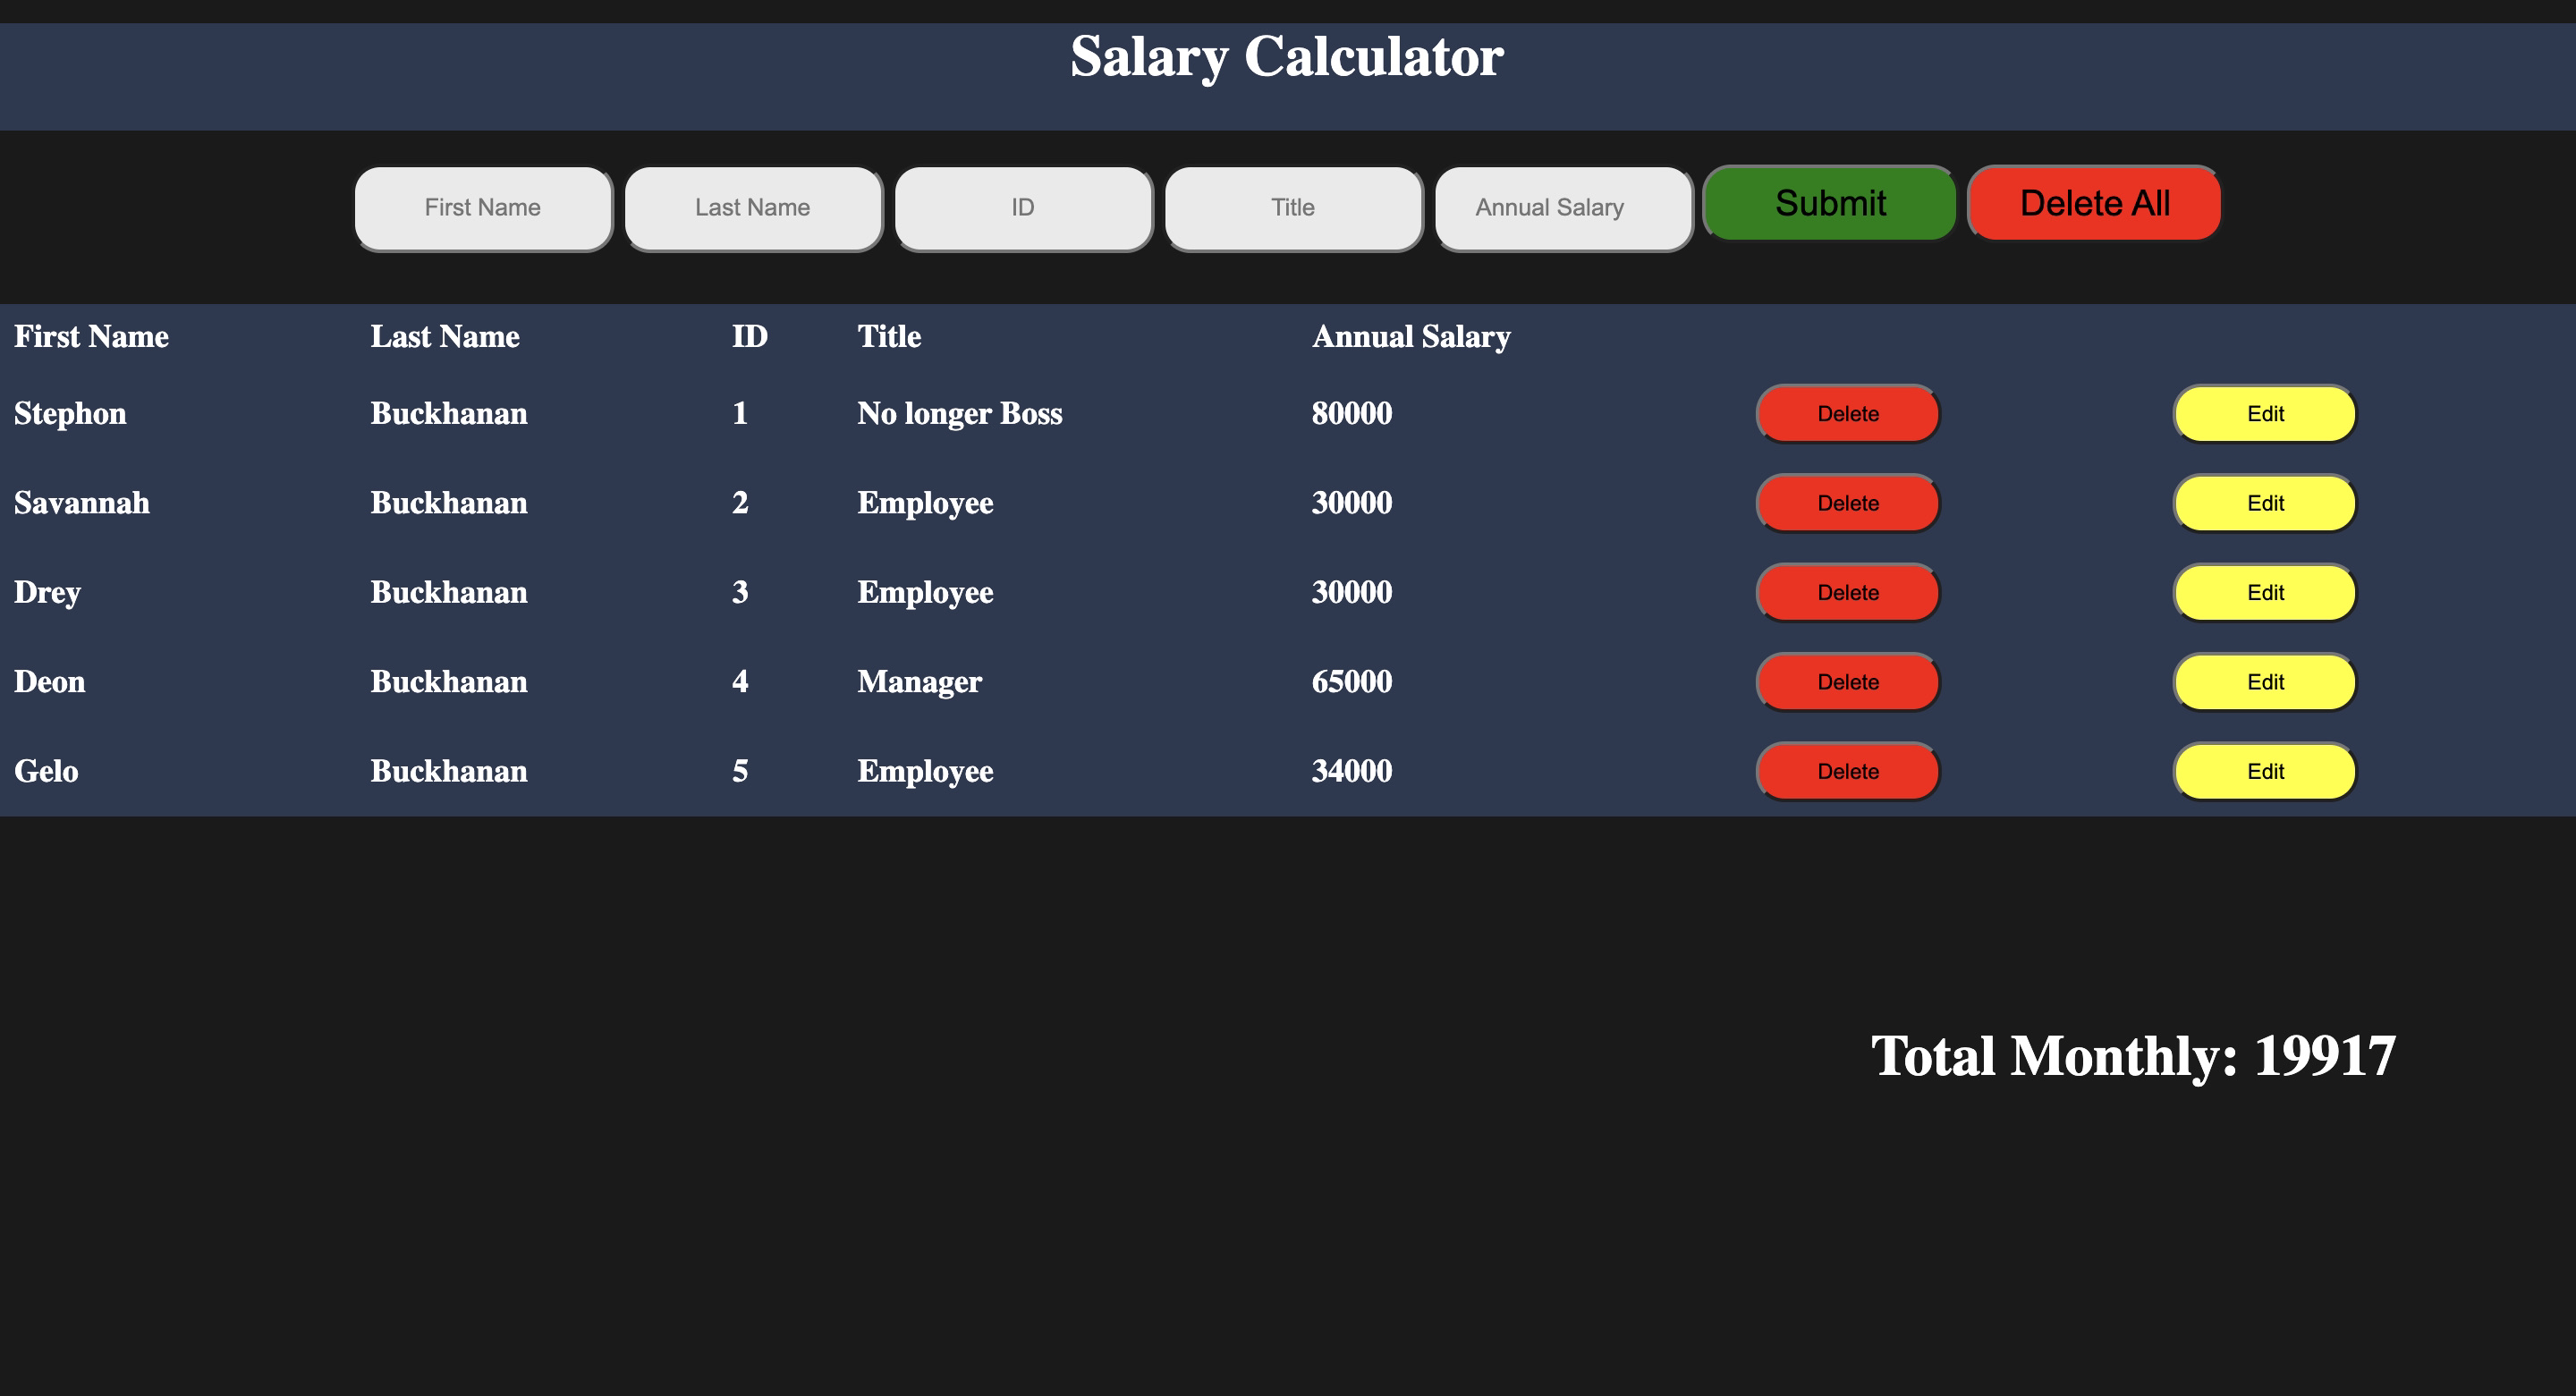 Salary Calculator
First Name Last Name ID Title Annual Salary Submit Delete All
First Name Last Name ID Title Annual Salary
Stephon Buckhanan 1 No longer Boss 80000 Delete Edit
Savannah Buckhanan 2 Employee 30000 Delete Edit
Drey Buckhanan 3 Employee 30000 Delete Edit
Deon Buckhanan 4 Manager 65000 Delete Edit
Gelo Buckhanan 5 Employee 34000 Delete Edit
Total Monthly: 19917